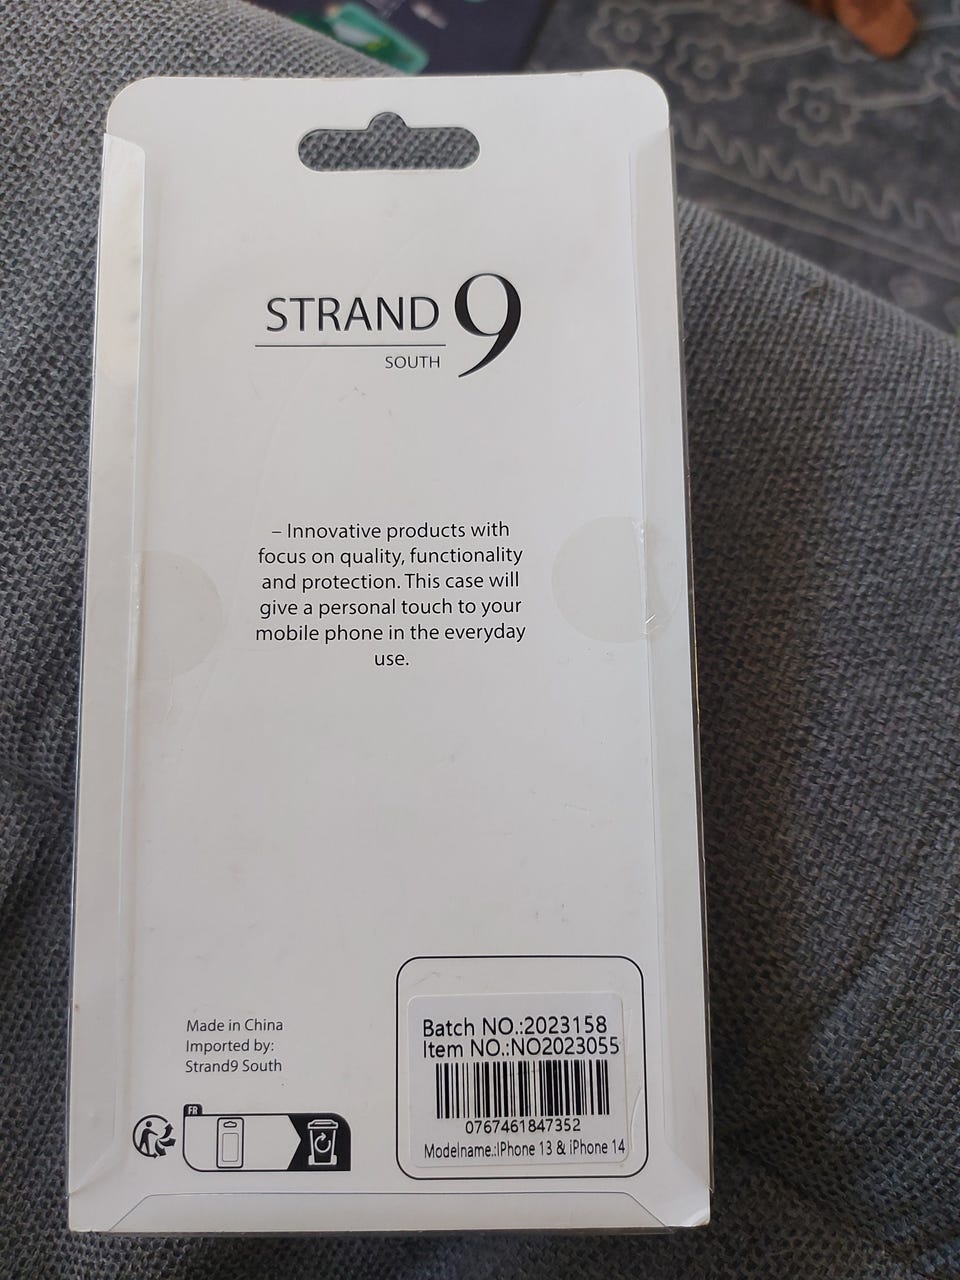 STRAND 9
SOUTH
– Innovative products with
focus on quality, functionality
and protection. This case will
give a personal touch to your
mobile phone in the everyday
use.
Made in China
Imported by:
Strand9 South
FR
Batch NO.:2023158
Item NO.:NO2023055
0767461847352
Modelname.:iPhone 13 & iPhone 14